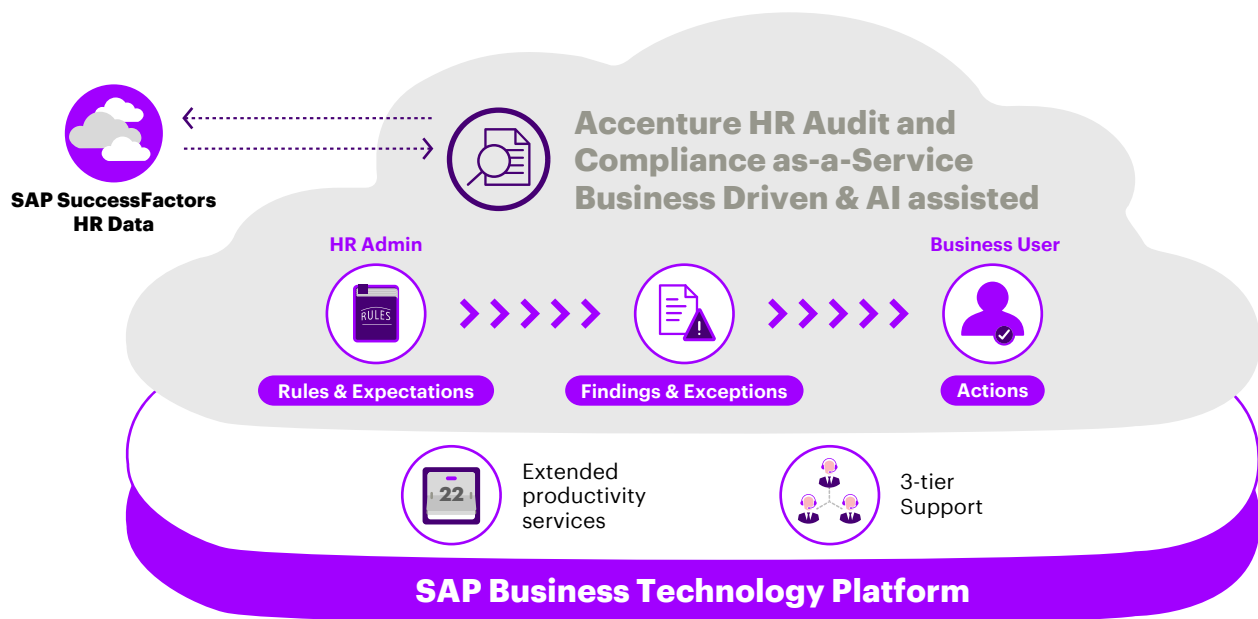 Accenture HR Audit and
Compliance as-a-Service
Business Driven & AI assisted
SAP SuccessFactors
HR Data
HR Admin
Business User
RULES
Rules & Expectations
Findings & Exceptions
Actions
22
Extended
productivity
services
3-tier
Support
SAP Business Technology Platform